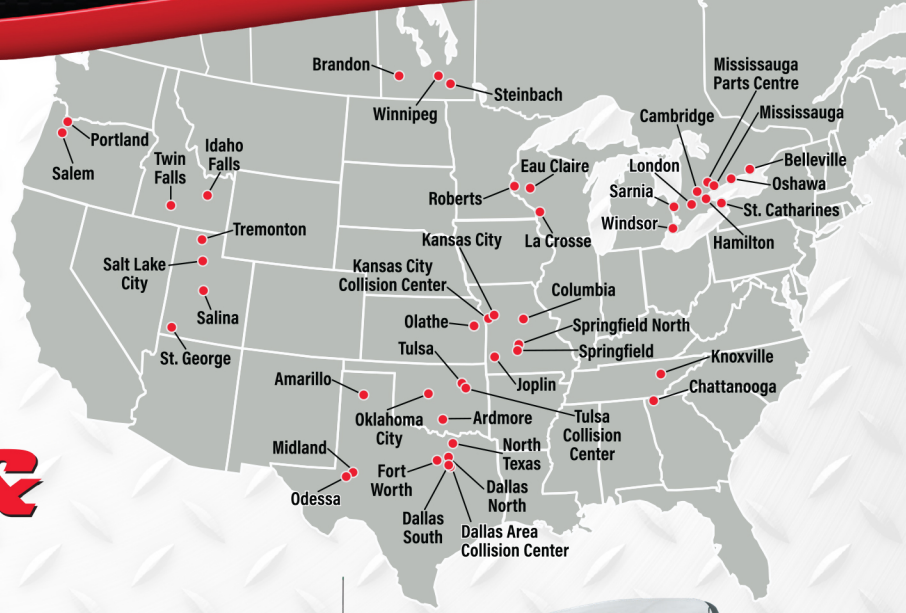 Brandon
Winnipeg
Steinbach
Mississauga
Parts Centre
Cambridge
Mississauga
Portland
Salem
Twin
Falls
Idaho
Falls
Eau Claire
Roberts
La Crosse
London
Sarnia
Windsor
Belleville
Oshawa
St. Catharines
Hamilton
Tremonton
Salt Lake
City
Salina
St. George
Kansas City
Kansas City
Collision Center
Olathe
Columbia
Springfield North
Springfield
Joplin
Knoxville
Chattanooga
Tulsa
Amarillo
Oklahoma
City
Ardmore
Tulsa
Collision
Center
Midland
Odessa
Fort
Worth
North
Texas
Dallas
North
Dallas
South
Dallas Area
Collision Center
&